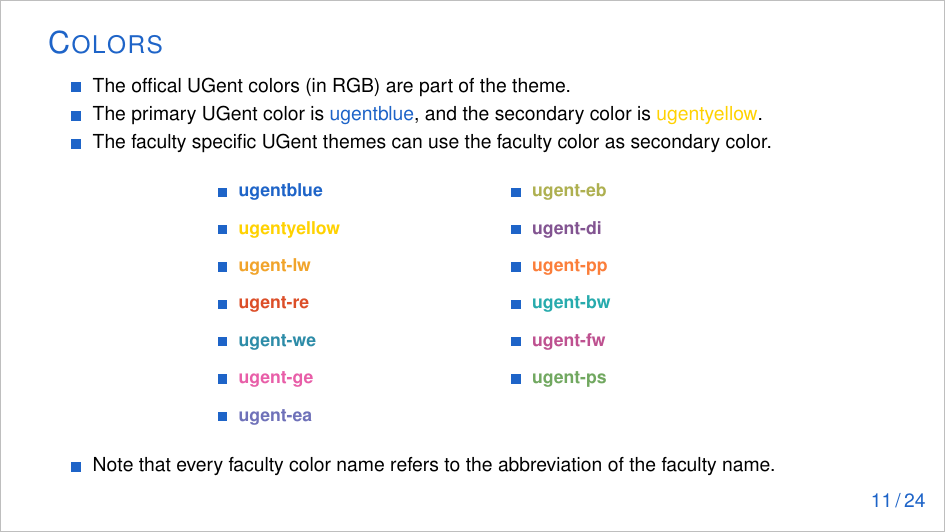 COLORS
The offical UGent colors (in RGB) are part of the theme.
The primary UGent color is ugentblue, and the secondary color is ugentyellow.
The faculty specific UGent themes can use the faculty color as secondary color.
ugentblue
ugentyellow
ugent-lw
ugent-re
ugent-we
ugent-ge
ugent-ea
ugent-eb
ugent-di
ugent-pp
ugent-bw
ugent-fw
ugent-ps
Note that every faculty color name refers to the abbreviation of the faculty name.
11 / 24